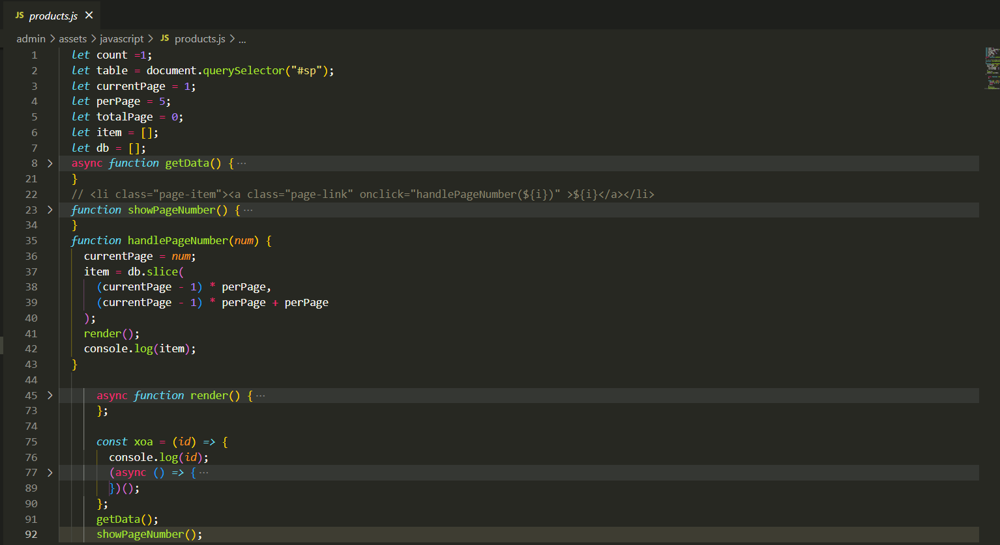 JS products.js ×
admin > assets > javascript > JS products.js > ...
1 let count =1;
2 let table = document.querySelector("#sp");
3 let currentPage = 1;
4 let perPage = 5;
5 let totalPage = 0;
6 let item = [];
7 let db = [];
8 > async function getData() { ···
21 }
22 // <li class="page-item"><a class="page-link" onclick="handlePageNumber(${i})" >${i}</a></li>
23 > function showPageNumber() { ···
34 }
35 function handlePageNumber(num) {
36 currentPage = num;
37 item = db.slice(
38 (currentPage - 1) * perPage,
39 (currentPage - 1) * perPage + perPage
40 );
41 render();
42 console.log(item);
43 }
44
45 > async function render() { ···
73 };
74
75 const xoa = (id) => {
76 console.log(id);
77 > (async () => { ···
89 })();
90 };
91 getData();
92 showPageNumber();